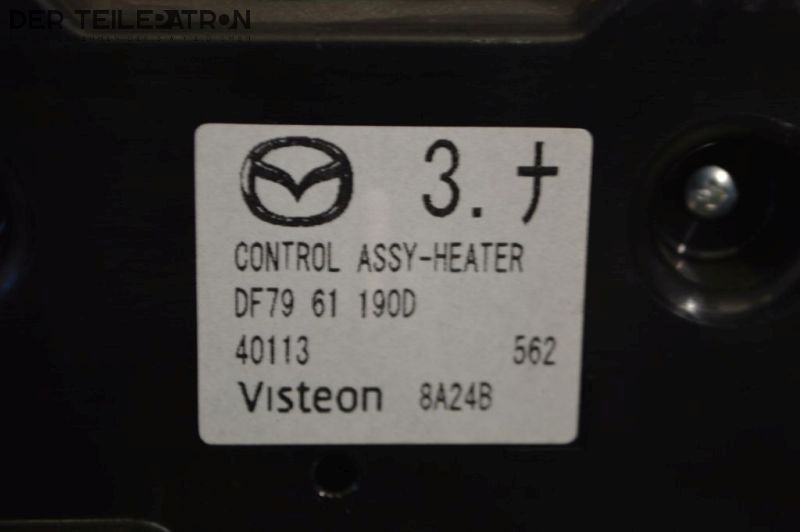 DER TEILEPATRON
3.ナ
CONTROL ASSY-HEATER
DF79 61 190D
40113 562
Visteon 8A24B